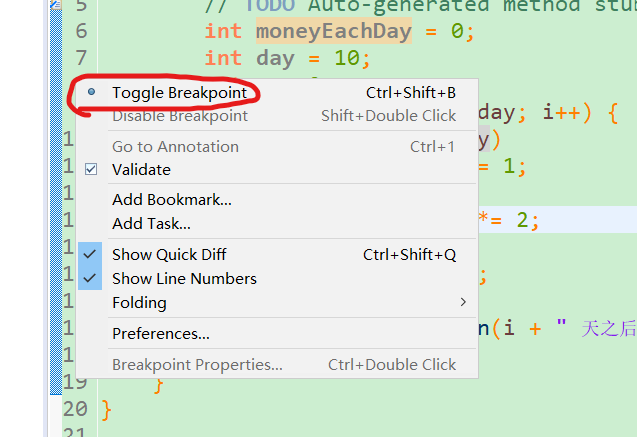 5 // TODO Auto-generated method stu
6 int moneyEachDay = 0;
7 int day = 10;
Toggle Breakpoint Ctrl+Shift+B
Disable Breakpoint Shift+Double Click
day; i++) {
Go to Annotation Ctrl+1
y)
Validate
= 1;
Add Bookmark...
*= 2;
Add Task...
Show Quick Diff Ctrl+Shift+Q
Show Line Numbers
;
Folding
n(i + " 天之后
Preferences...
Breakpoint Properties... Ctrl+Double Click
19 }
20 }
21